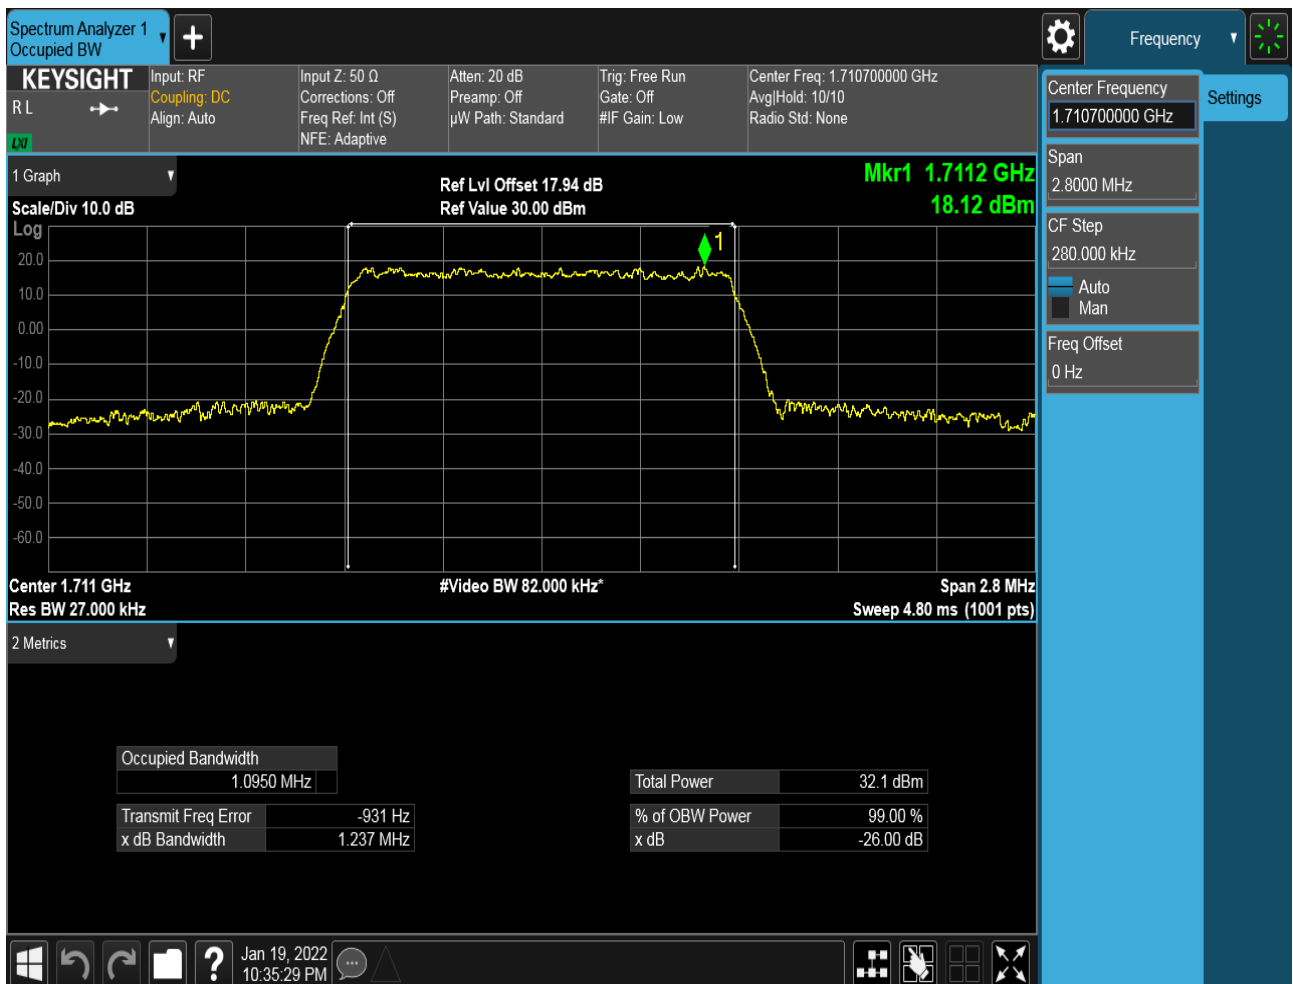 Spectrum Analyzer 1
Occupied BW
Frequency
KEYSIGHT
R L
LXI
Input: RF
Coupling: DC
Align: Auto
Input Z: 50 Ω
Corrections: Off
Freq Ref: Int (S)
NFE: Adaptive
Atten: 20 dB
Preamp: Off
µW Path: Standard
Trig: Free Run
Gate: Off
#IF Gain: Low
Center Freq: 1.710700000 GHz
Avg|Hold: 10/10
Radio Std: None
Center Frequency
1.710700000 GHz
Settings
Span
2.8000 MHz
CF Step
280.000 kHz
Auto
Man
Freq Offset
0 Hz
1 Graph
Scale/Div 10.0 dB
Log
Ref Lvl Offset 17.94 dB
Ref Value 30.00 dBm
Mkr1 1.7112 GHz
18.12 dBm
1
20.0
10.0
0.00
-10.0
-20.0
-30.0
-40.0
-50.0
-60.0
Center 1.711 GHz
#Video BW 82.000 kHz*
Span 2.8 MHz
Res BW 27.000 kHz
Sweep 4.80 ms (1001 pts)
2 Metrics
Occupied Bandwidth
1.0950 MHz
Total Power 32.1 dBm
Transmit Freq Error -931 Hz
% of OBW Power 99.00 %
x dB Bandwidth 1.237 MHz
x dB -26.00 dB
?
Jan 19, 2022
10:35:29 PM